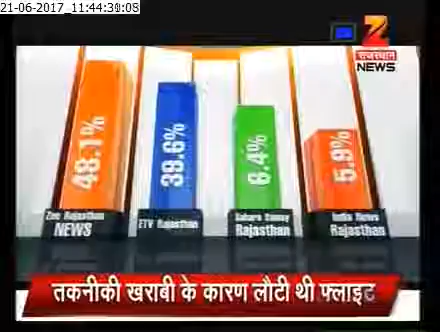 21-06-2017_11:44:31:08
राजस्थान
NEWS
48.1%
39.6%
6.4%
5.9%
Zee Rajasthan
NEWS
ETV Rajasthan
Sahara Samay
Rajasthan
India News
Rajasthan
तकनीकी खराबी के कारण लौटी थी फ्लाइट